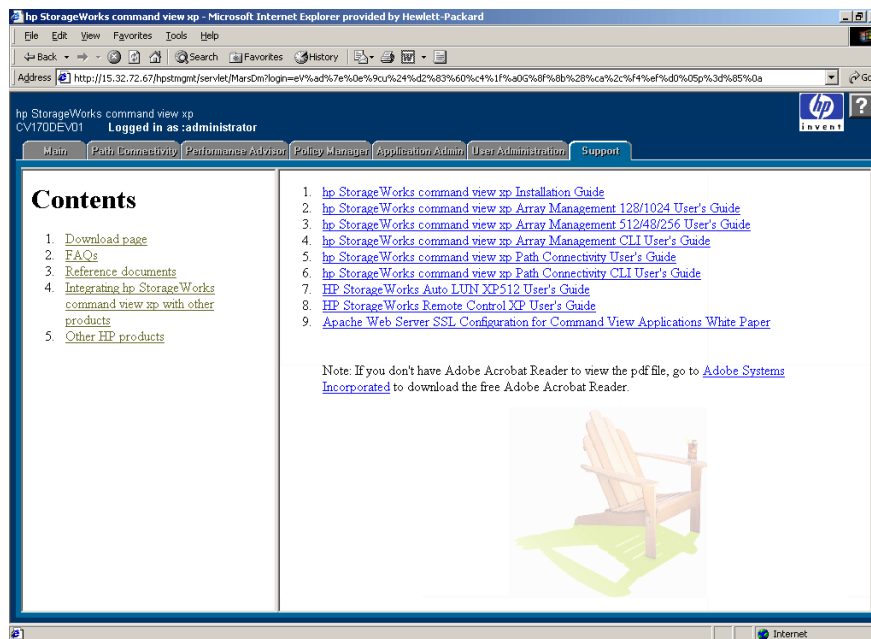 hp StorageWorks command view xp - Microsoft Internet Explorer provided by Hewlett-Packard
File Edit View Favorites Tools Help
Back Search Favorites History
Address http://15.32.72.67/hpstmgmt/servlet/MarsDm?login=eV%ad%7e%0e%9cu%24%d2%83%60%c4%1f%a0G%8f%8b%28%ca%2c%f4%ef%d0%05p%3d%85%0a Go
hp StorageWorks command view xp
CV170DEV01 Logged in as :administrator
hp
invent
?
Main Path Connectivity Performance Advisor Policy Manager Application Admin User Administration Support
Contents
1. Download page
2. FAQs
3. Reference documents
4. Integrating hp StorageWorks
command view xp with other
products
5. Other HP products
1. hp StorageWorks command view xp Installation Guide
2. hp StorageWorks command view xp Array Management 128/1024 User's Guide
3. hp StorageWorks command view xp Array Management 512/48/256 User's Guide
4. hp StorageWorks command view xp Array Management CLI User's Guide
5. hp StorageWorks command view xp Path Connectivity User's Guide
6. hp StorageWorks command view xp Path Connectivity CLI User's Guide
7. HP StorageWorks Auto LUN XP512 User's Guide
8. HP StorageWorks Remote Control XP User's Guide
9. Apache Web Server SSL Configuration for Command View Applications White Paper
Note: If you don't have Adobe Acrobat Reader to view the pdf file, go to Adobe Systems
Incorporated to download the free Adobe Acrobat Reader.
Internet